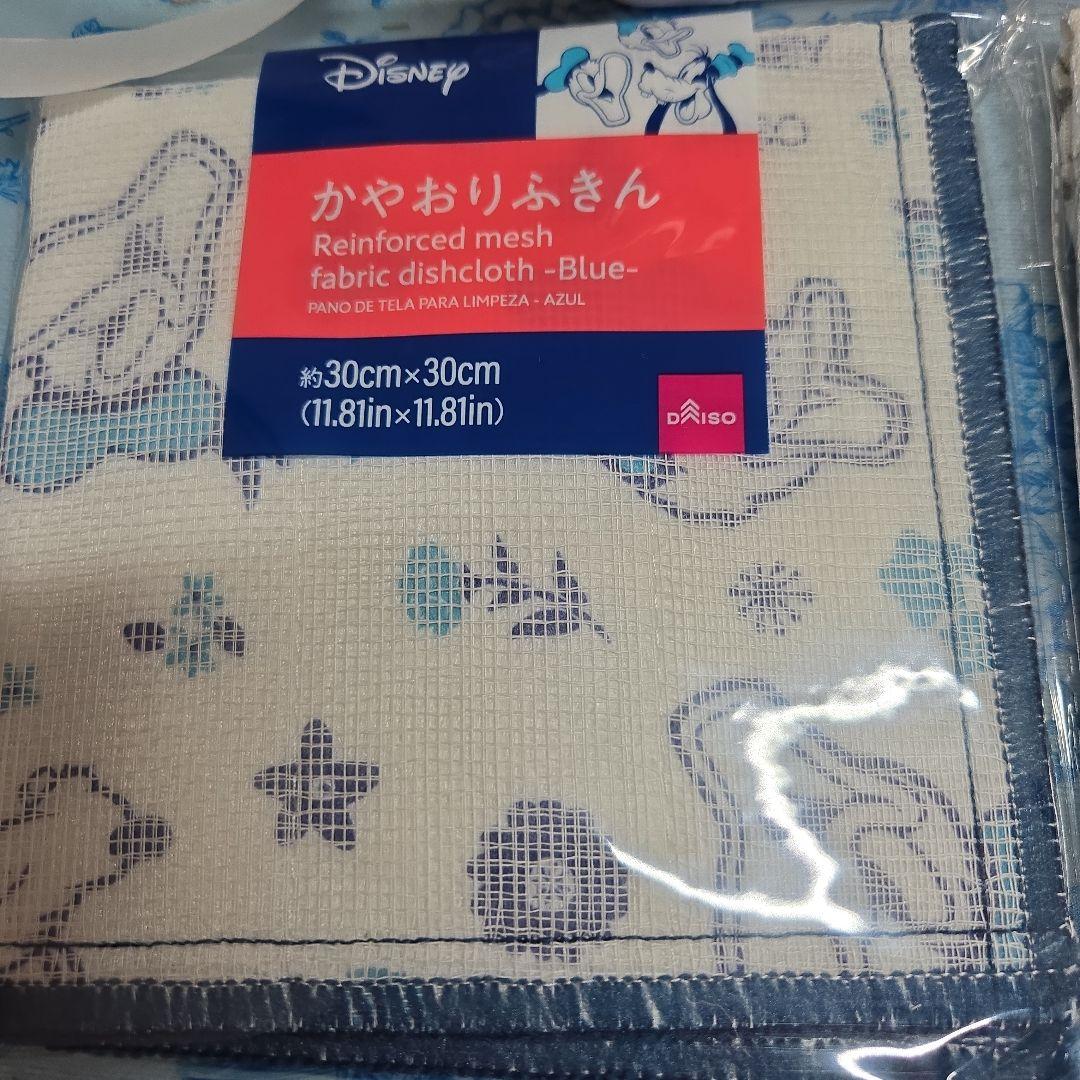 Disney
かやおりふきん
Reinforced mesh
fabric dishcloth -Blue-
PANO DE TELA PARA LIMPEZA - AZUL
約30cm×30cm
(11.81in×11.81in)
DAISO